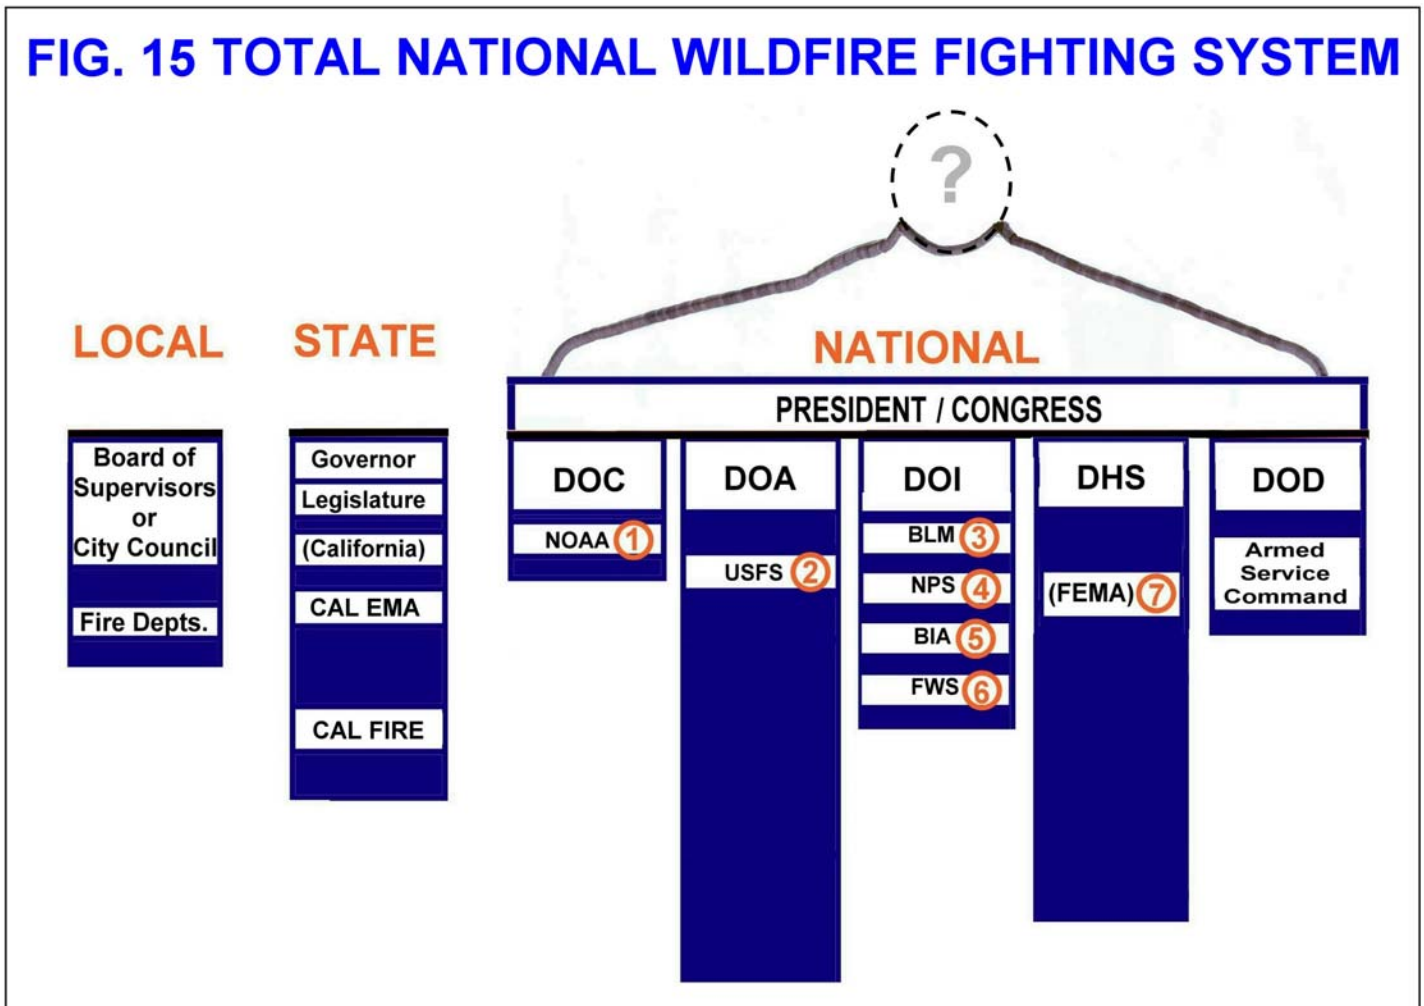 FIG. 15 TOTAL NATIONAL WILDFIRE FIGHTING SYSTEM
?
LOCAL
STATE
NATIONAL
PRESIDENT / CONGRESS
Board of
Supervisors
or
City Council
Fire Depts.
Governor
Legislature
(California)
CAL EMA
CAL FIRE
DOC
NOAA 1
DOA
USFS 2
DOI
BLM 3
NPS 4
BIA 5
FWS 6
DHS
(FEMA) 7
DOD
Armed
Service
Command